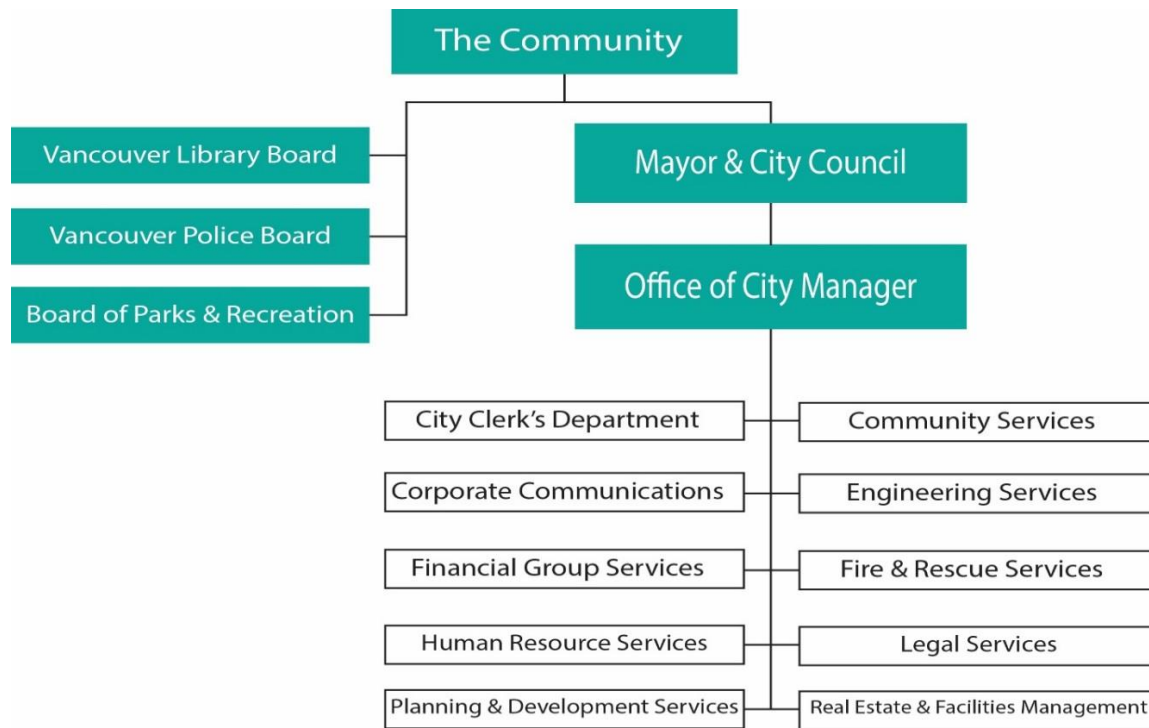 The Community
Vancouver Library Board
Mayor & City Council
Vancouver Police Board
Office of City Manager
Board of Parks & Recreation
City Clerk's Department
Community Services
Corporate Communications
Engineering Services
Financial Group Services
Fire & Rescue Services
Human Resource Services
Legal Services
Planning & Development Services
Real Estate & Facilities Management